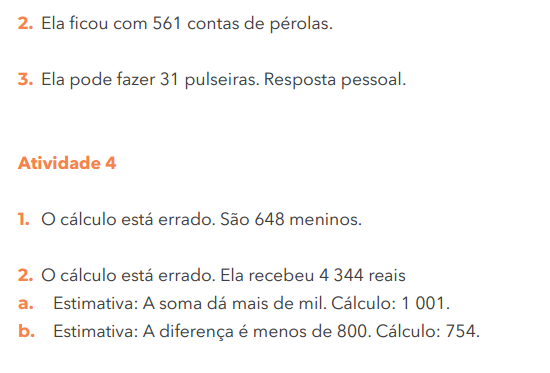 2. Ela ficou com 561 contas de pérolas.
3. Ela pode fazer 31 pulseiras. Resposta pessoal.
Atividade 4
1. O cálculo está errado. São 648 meninos.
2. O cálculo está errado. Ela recebeu 4 344 reais
a. Estimativa: A soma dá mais de mil. Cálculo: 1 001.
b. Estimativa: A diferença é menos de 800. Cálculo: 754.